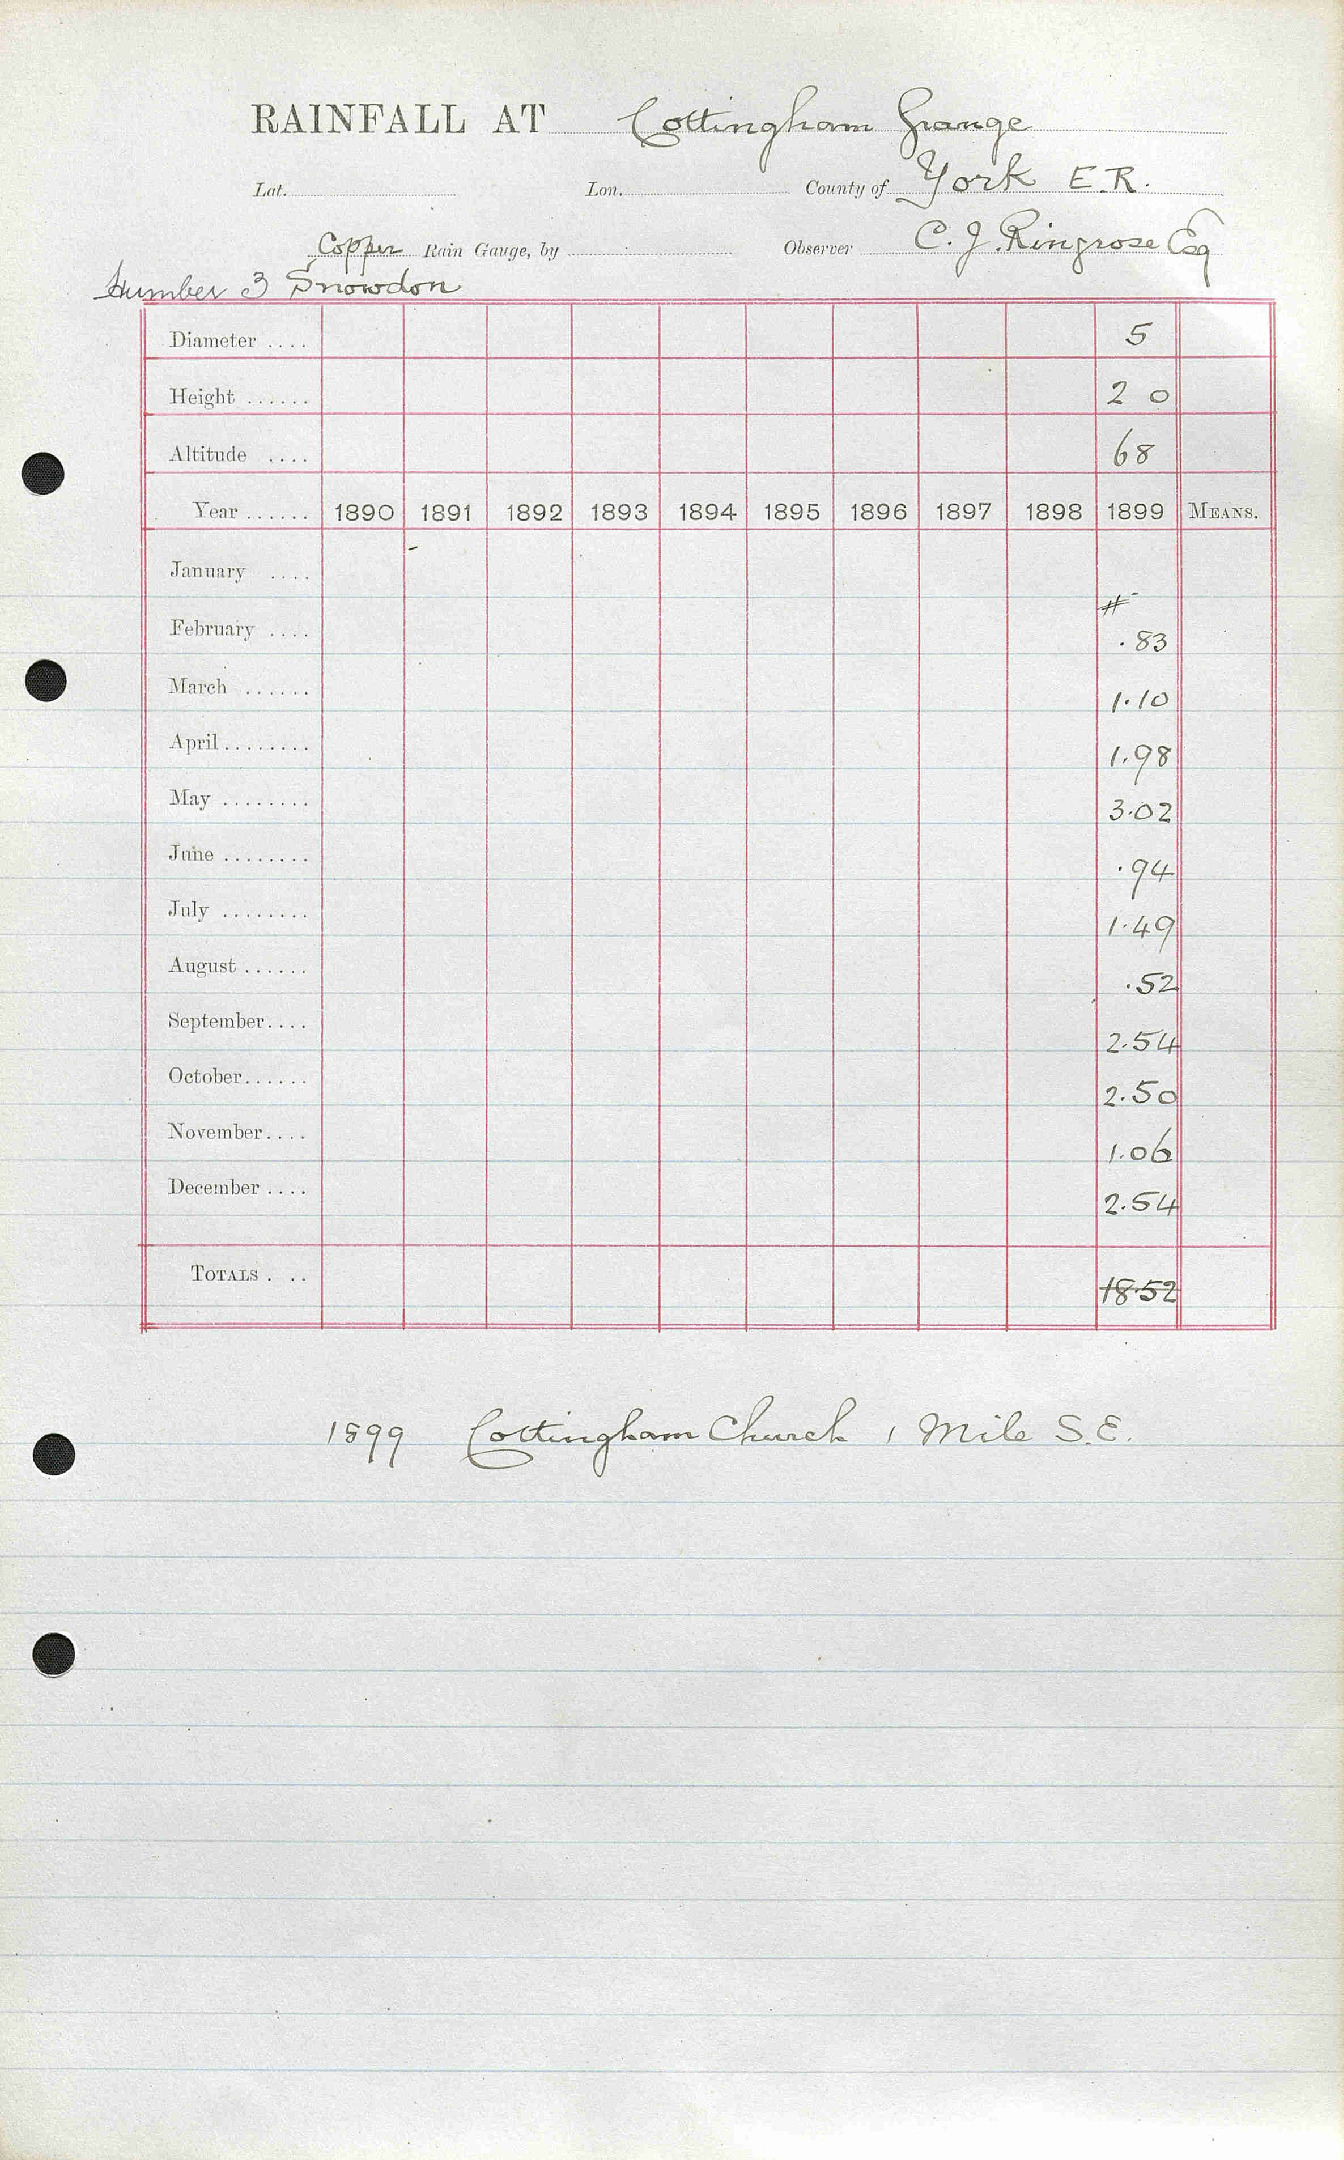 RAINFALL AT Cottingham Grange
Lat. Lon. County of York E.R.
Copper Rain Gauge, by Observer C. J. Ringrose Esq
Number 3 Snowdon
Diameter .... 5
Height ...... 2 0
Altitude .... 68
Year ...... 1890 1891 1892 1893 1894 1895 1896 1897 1898 1899 MEANS.
January .... #
February .... .83
March ...... 1.10
April ........ 1.98
May ........ 3.02
June ........ .94
July ........ 1.49
August ...... .52
September.... 2.54
October...... 2.50
November.... 1.06
December .... 2.54
TOTALS . .. 18.52
1899 Cottingham Church 1 Mile S.E.